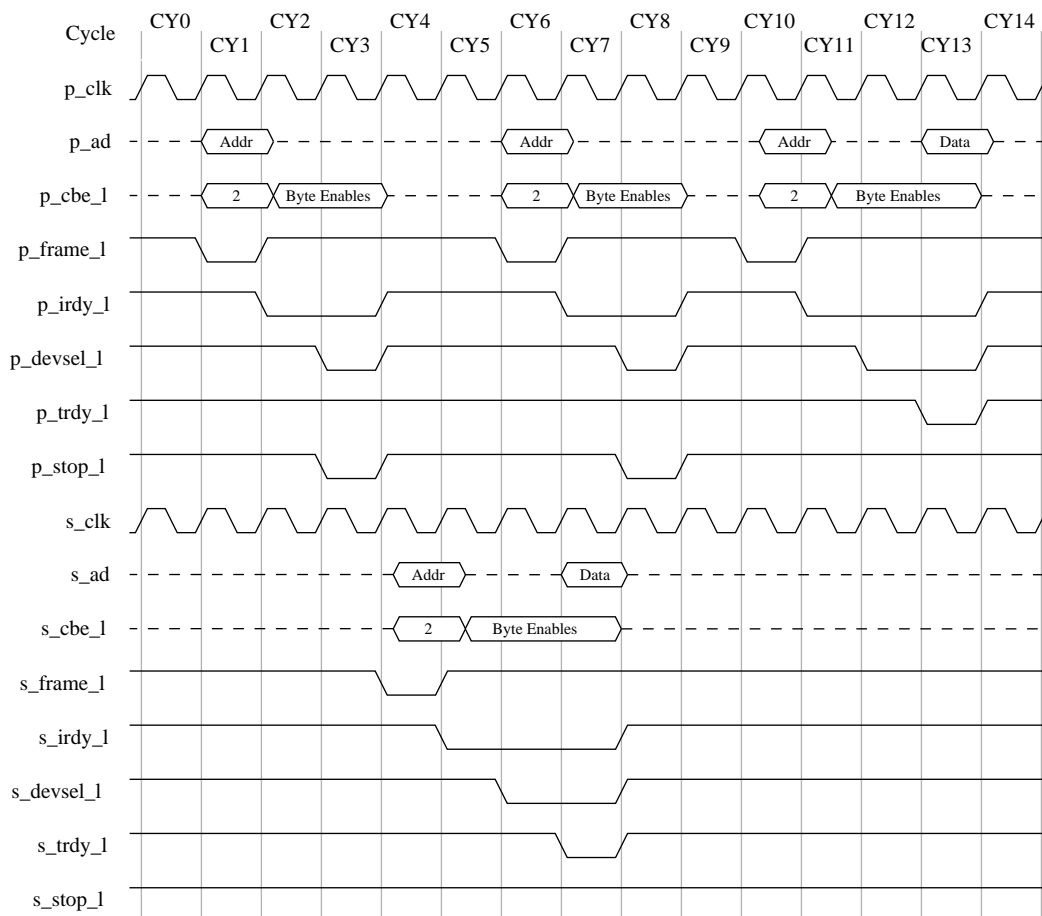 CY0 CY2 CY4 CY6 CY8 CY10 CY12 CY14
Cycle
CY1 CY3 CY5 CY7 CY9 CY11 CY13
p_clk
p_ad Addr Addr Addr Data
p_cbe_l 2 Byte Enables 2 Byte Enables 2 Byte Enables
p_frame_l
p_irdy_l
p_devsel_l
p_trdy_l
p_stop_l
s_clk
s_ad Addr Data
s_cbe_l 2 Byte Enables
s_frame_l
s_irdy_l
s_devsel_l
s_trdy_l
s_stop_l